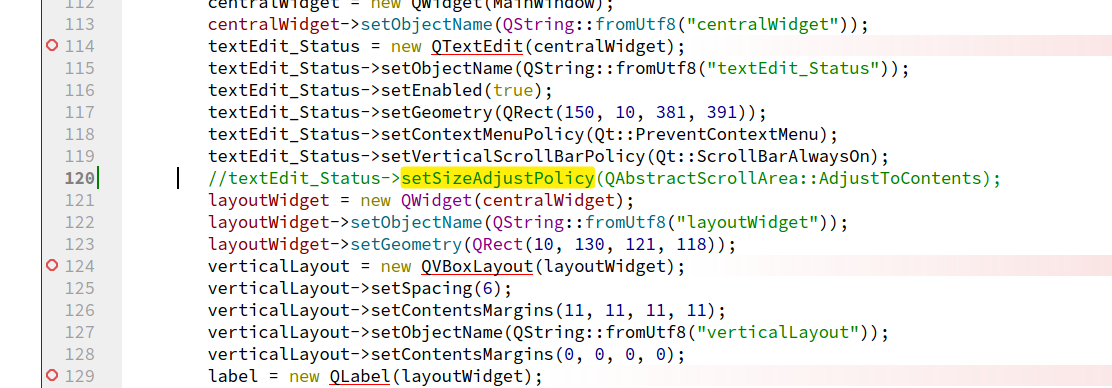 112 centralWidget = new QWidget(MainWindow);
113 centralWidget->setObjectName(QString::fromUtf8("centralWidget"));
114 textEdit_Status = new QTextEdit(centralWidget);
115 textEdit_Status->setObjectName(QString::fromUtf8("textEdit_Status"));
116 textEdit_Status->setEnabled(true);
117 textEdit_Status->setGeometry(QRect(150, 10, 381, 391));
118 textEdit_Status->setContextMenuPolicy(Qt::PreventContextMenu);
119 textEdit_Status->setVerticalScrollBarPolicy(Qt::ScrollBarAlwaysOn);
120 //textEdit_Status->setSizeAdjustPolicy(QAbstractScrollArea::AdjustToContents);
121 layoutWidget = new QWidget(centralWidget);
122 layoutWidget->setObjectName(QString::fromUtf8("layoutWidget"));
123 layoutWidget->setGeometry(QRect(10, 130, 121, 118));
124 verticalLayout = new QVBoxLayout(layoutWidget);
125 verticalLayout->setSpacing(6);
126 verticalLayout->setContentsMargins(11, 11, 11, 11);
127 verticalLayout->setObjectName(QString::fromUtf8("verticalLayout"));
128 verticalLayout->setContentsMargins(0, 0, 0, 0);
129 label = new QLabel(layoutWidget);